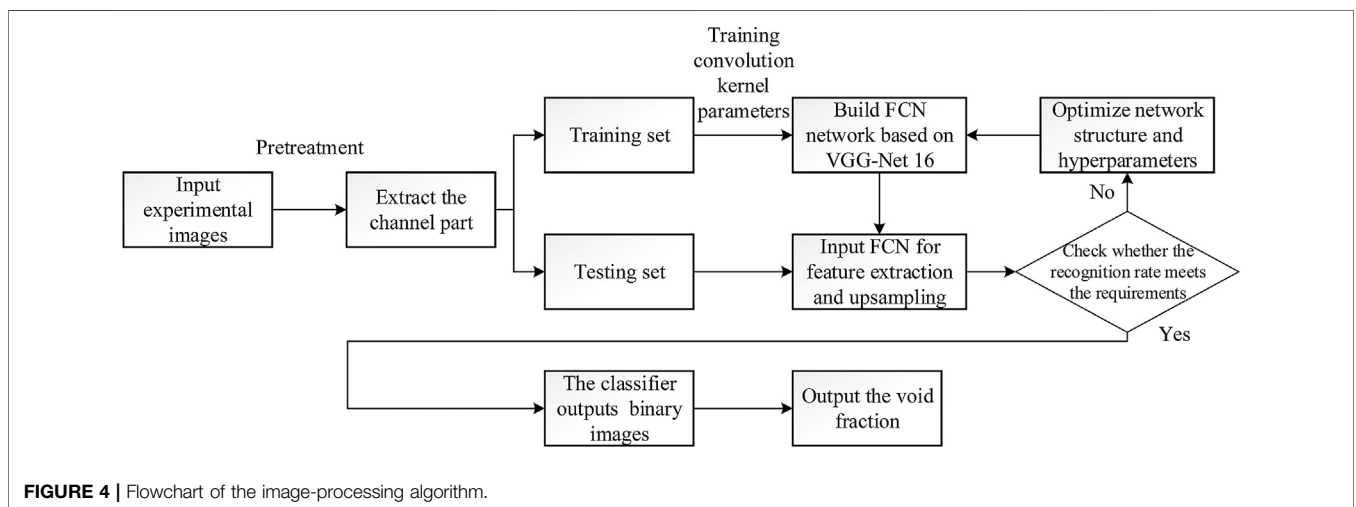 Pretreatment
Input
experimental
images
Extract the
channel part
Training set
Testing set
Training
convolution
kernel
parameters
Build FCN
network based on
VGG-Net 16
Optimize network
structure and
hyperparameters
Input FCN for
feature extraction
and upsampling
No
Check whether the
recognition rate meets
the requirements
Yes
The classifier
outputs binary
images
Output the void
fraction
FIGURE 4 | Flowchart of the image-processing algorithm.